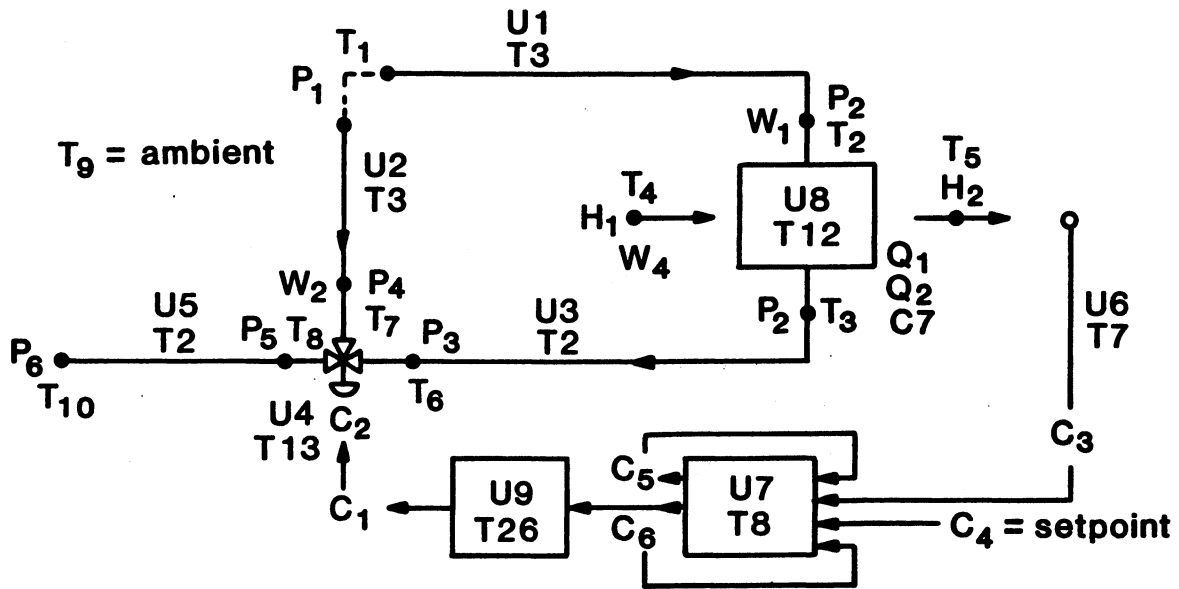 U1
T3
T₁
P₁
P₂
W₁
T₂
T₉ = ambient
U2
T3
T₅
H₂
T₄
H₁
W₄
U8
T12
Q₁
Q₂
C7
W₂
P₄
T₇
U5
T2
P₅
T₈
P₃
U3
T2
P₂
T₃
U6
T7
P₆
T₁₀
T₆
U4
T13
C₂
C₃
C₅
U7
T8
U9
T26
C₁
C₆
C₄ = setpoint